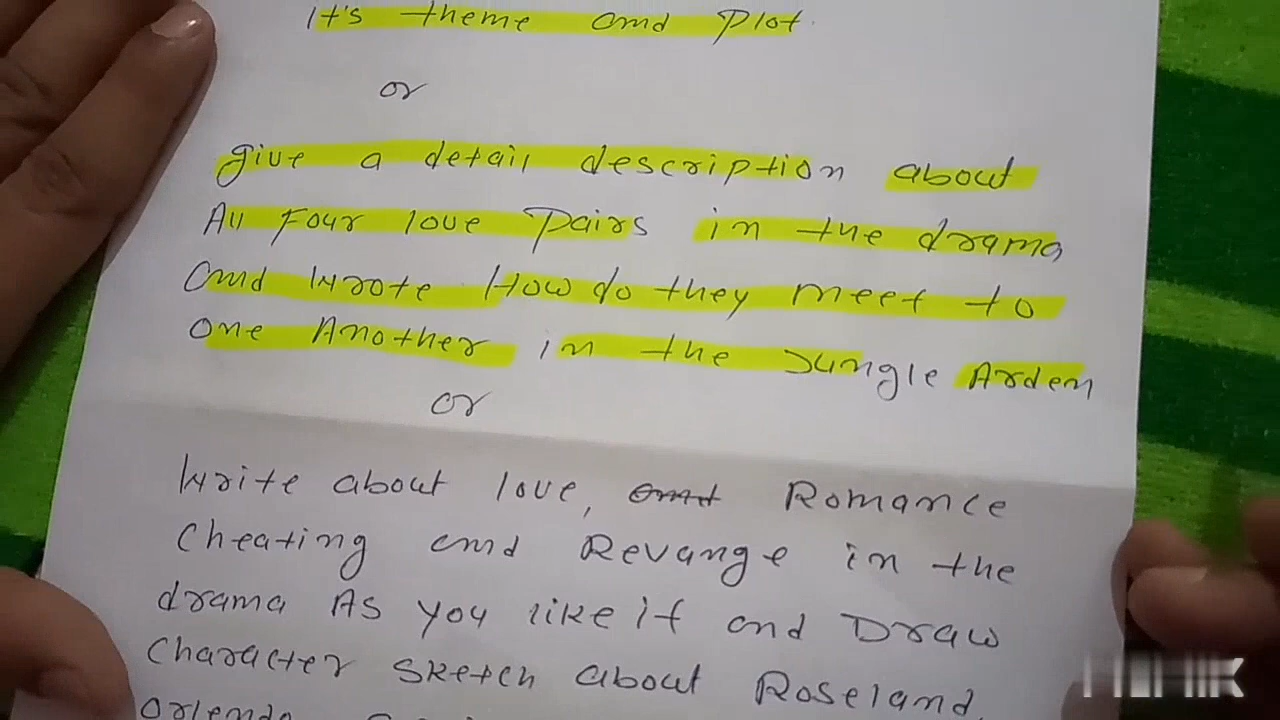 It's theme and Plot.
or
give a detail description about
All Four love Pairs in the drama
And Wrote How do they meet to
One Another in the Jungle Arden
or
Write about love, Romance
Cheating and Revange in the
drama As you like it and Draw
Character Sketch about Roseland,
Orlendo